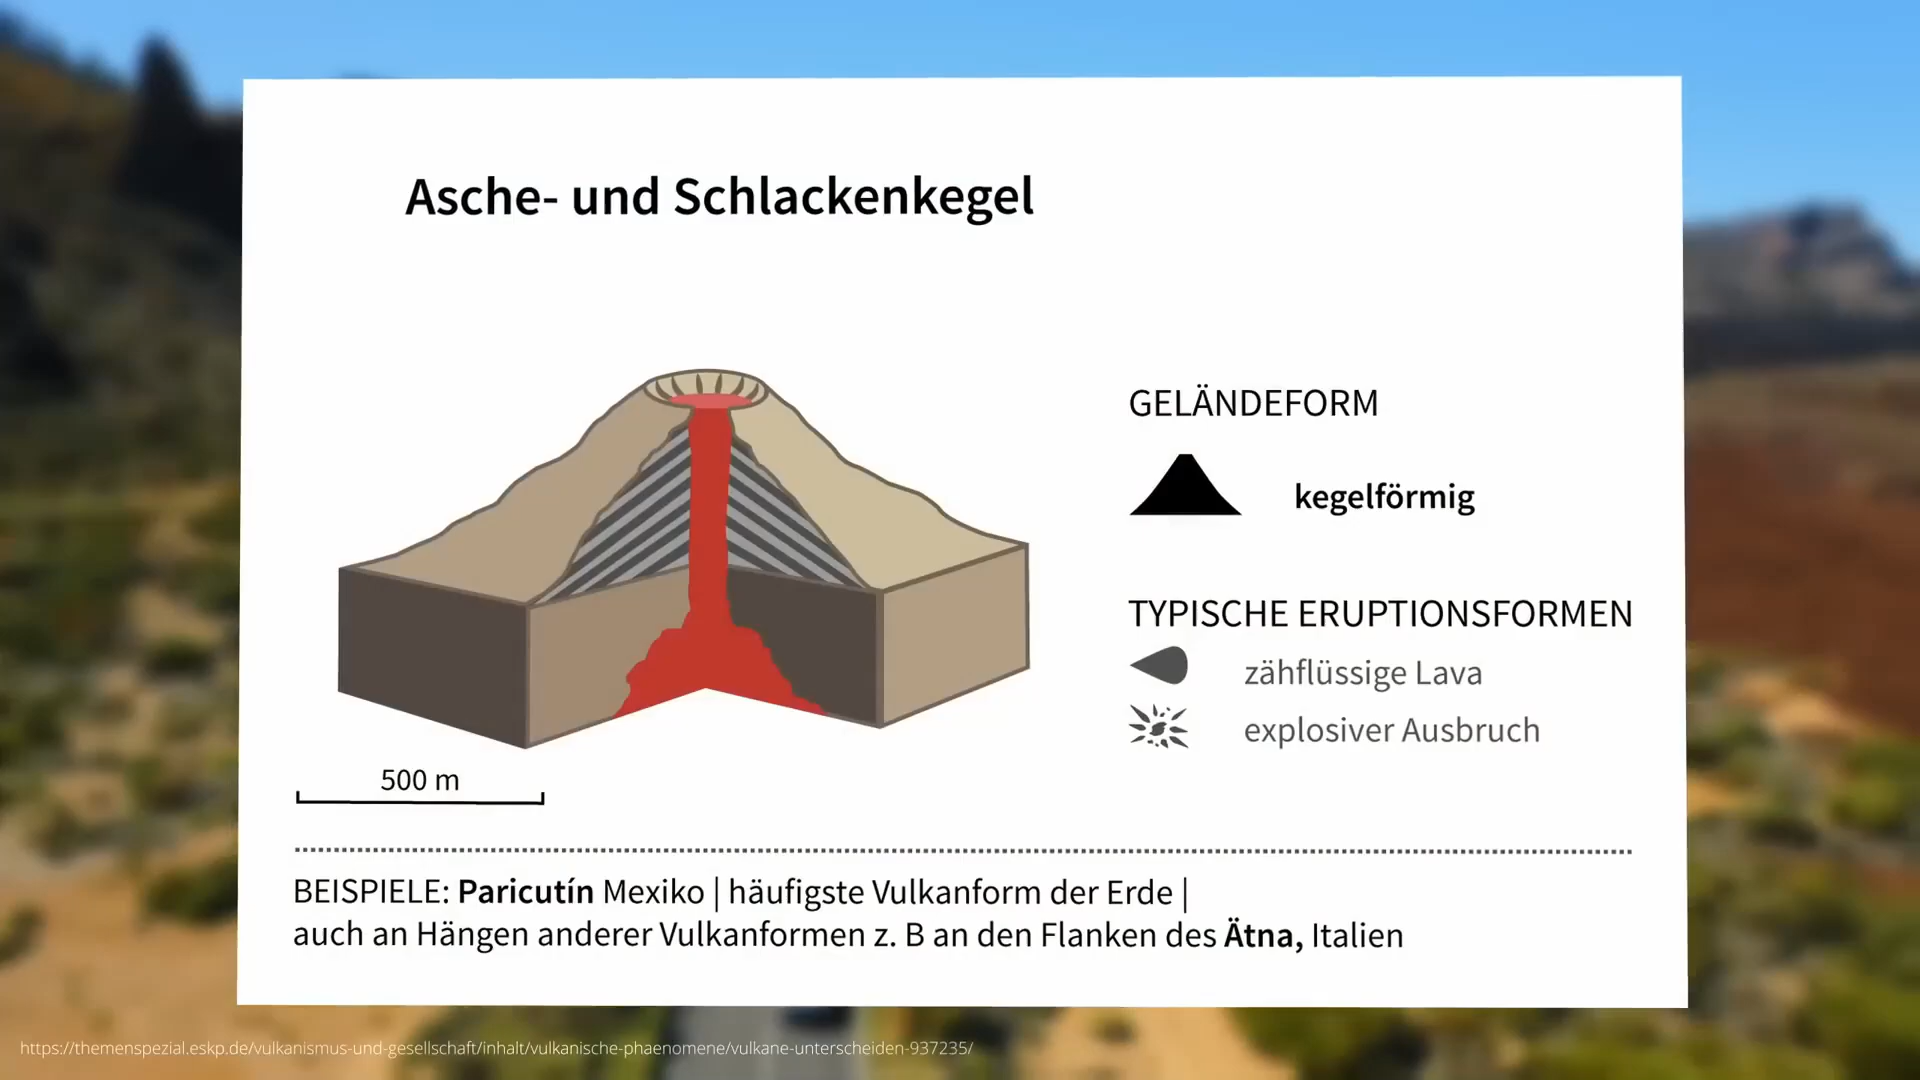 Asche- und Schlackenkegel
GELÄNDEFORM
kegelförmig
TYPISCHE ERUPTIONSFORMEN
zähflüssige Lava
explosiver Ausbruch
500 m
BEISPIELE: Paricutín Mexiko | häufigste Vulkanform der Erde |
auch an Hängen anderer Vulkanformen z. B an den Flanken des Ätna, Italien
https://themenspezial.eskp.de/vulkanismus-und-gesellschaft/inhalt/vulkanische-phaenomene/vulkane-unterscheiden-937235/